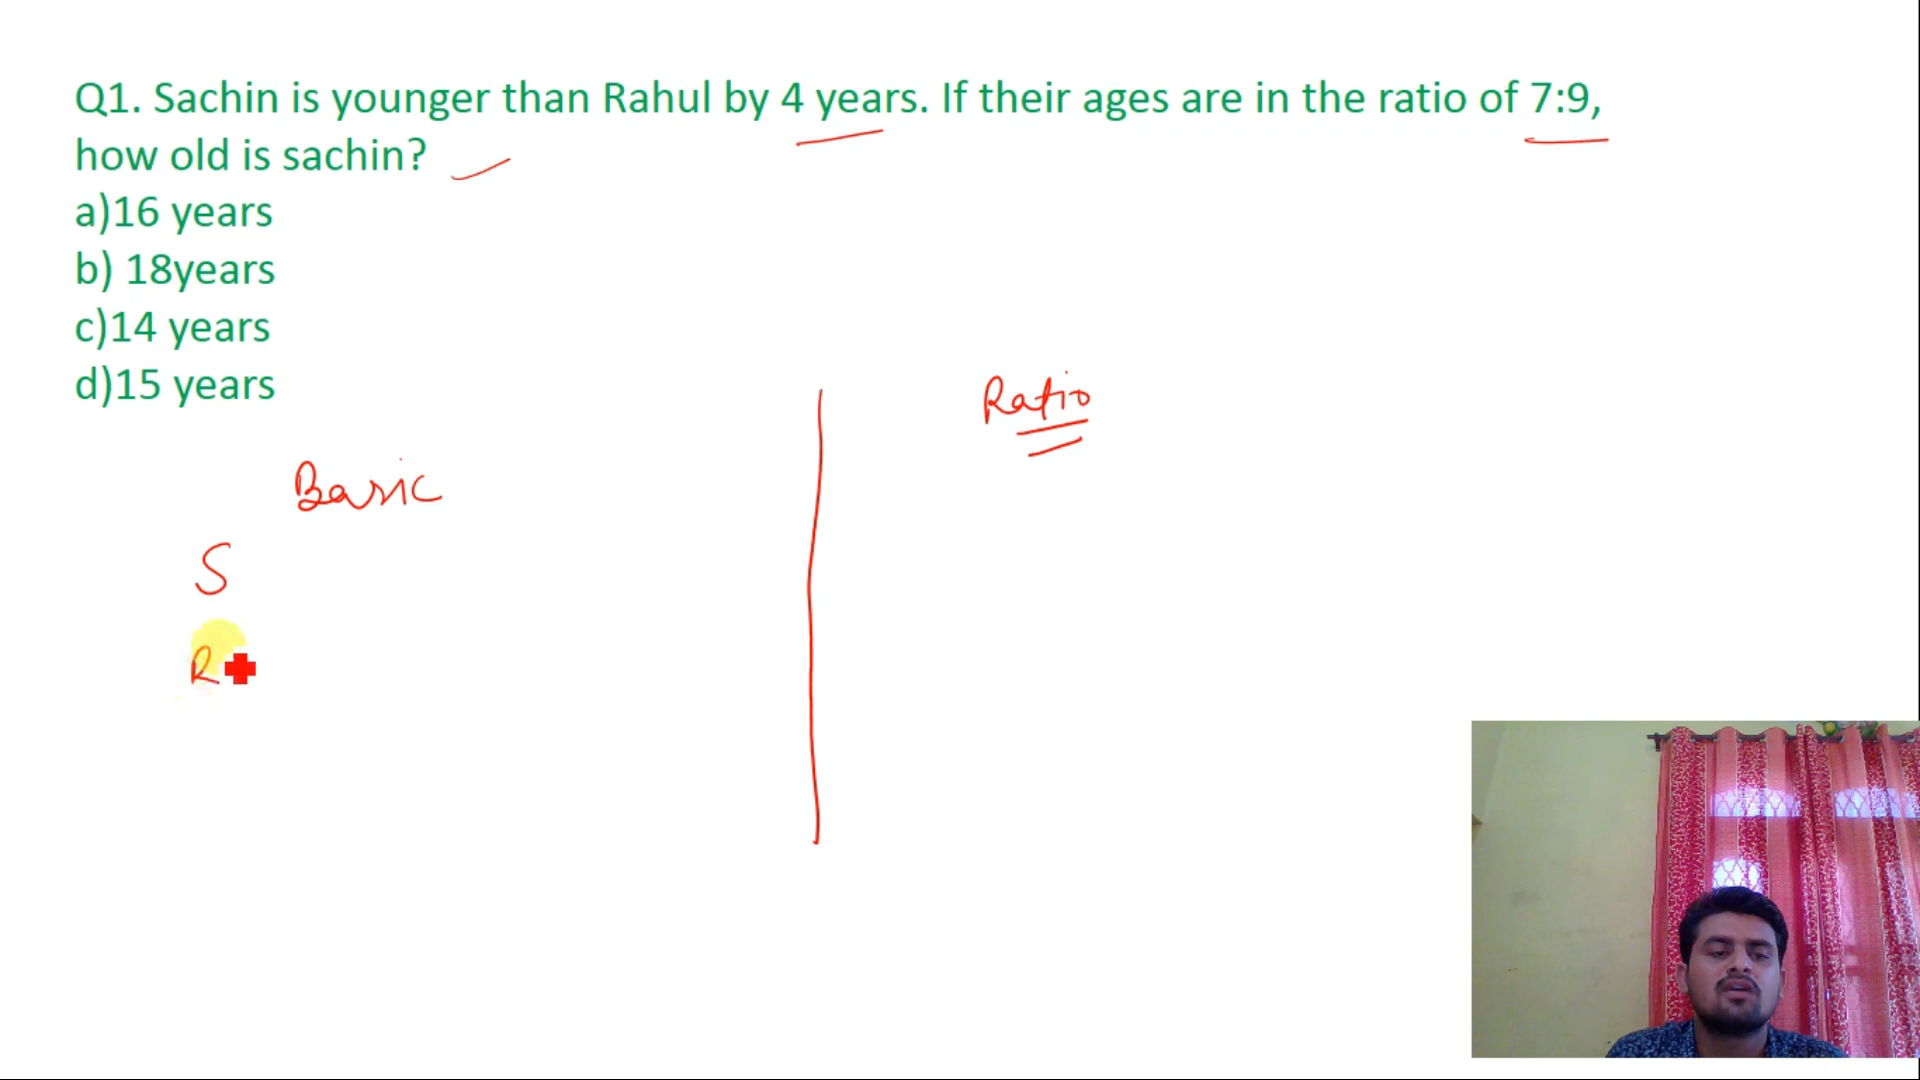 Q1. Sachin is younger than Rahul by 4 years. If their ages are in the ratio of 7:9,
how old is sachin?
a)16 years
b) 18years
c)14 years
d)15 years
Ratio
Basic
S
R